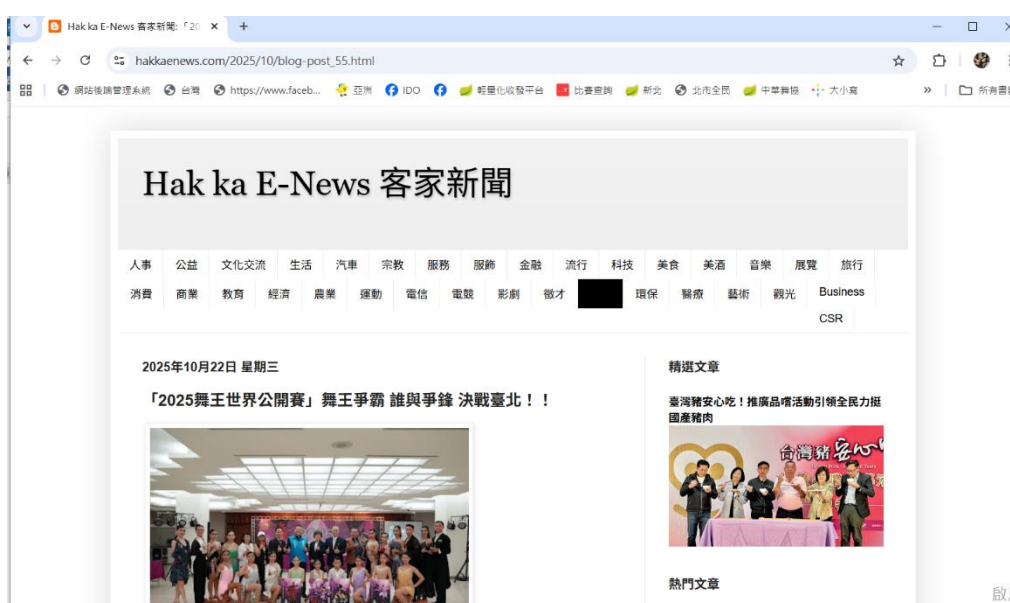 Hak ka E-News 客家新聞: 「20
hakkaenews.com/2025/10/blog-post_55.html
網站後端管理系統 台灣 https://www.faceb... 亞洲 IDO 輕量化收發平台 比賽查詢 新北 北市全民 中華舞協 大小寫 » 所有書
Hak ka E-News 客家新聞
人事 公益 文化交流 生活 汽車 宗教 服務 服飾 金融 流行 科技 美食 美酒 音樂 展覽 旅行
消費 商業 教育 經濟 農業 運動 電信 電競 影劇 徵才 環保 醫療 藝術 觀光 Business
CSR
2025年10月22日 星期三
「2025舞王世界公開賽」舞王爭霸 誰與爭鋒 決戰臺北！！
精選文章
臺灣豬安心吃！推廣品嚐活動引領全民力挺
國產豬肉
台灣豬安心
熱門文章
啟